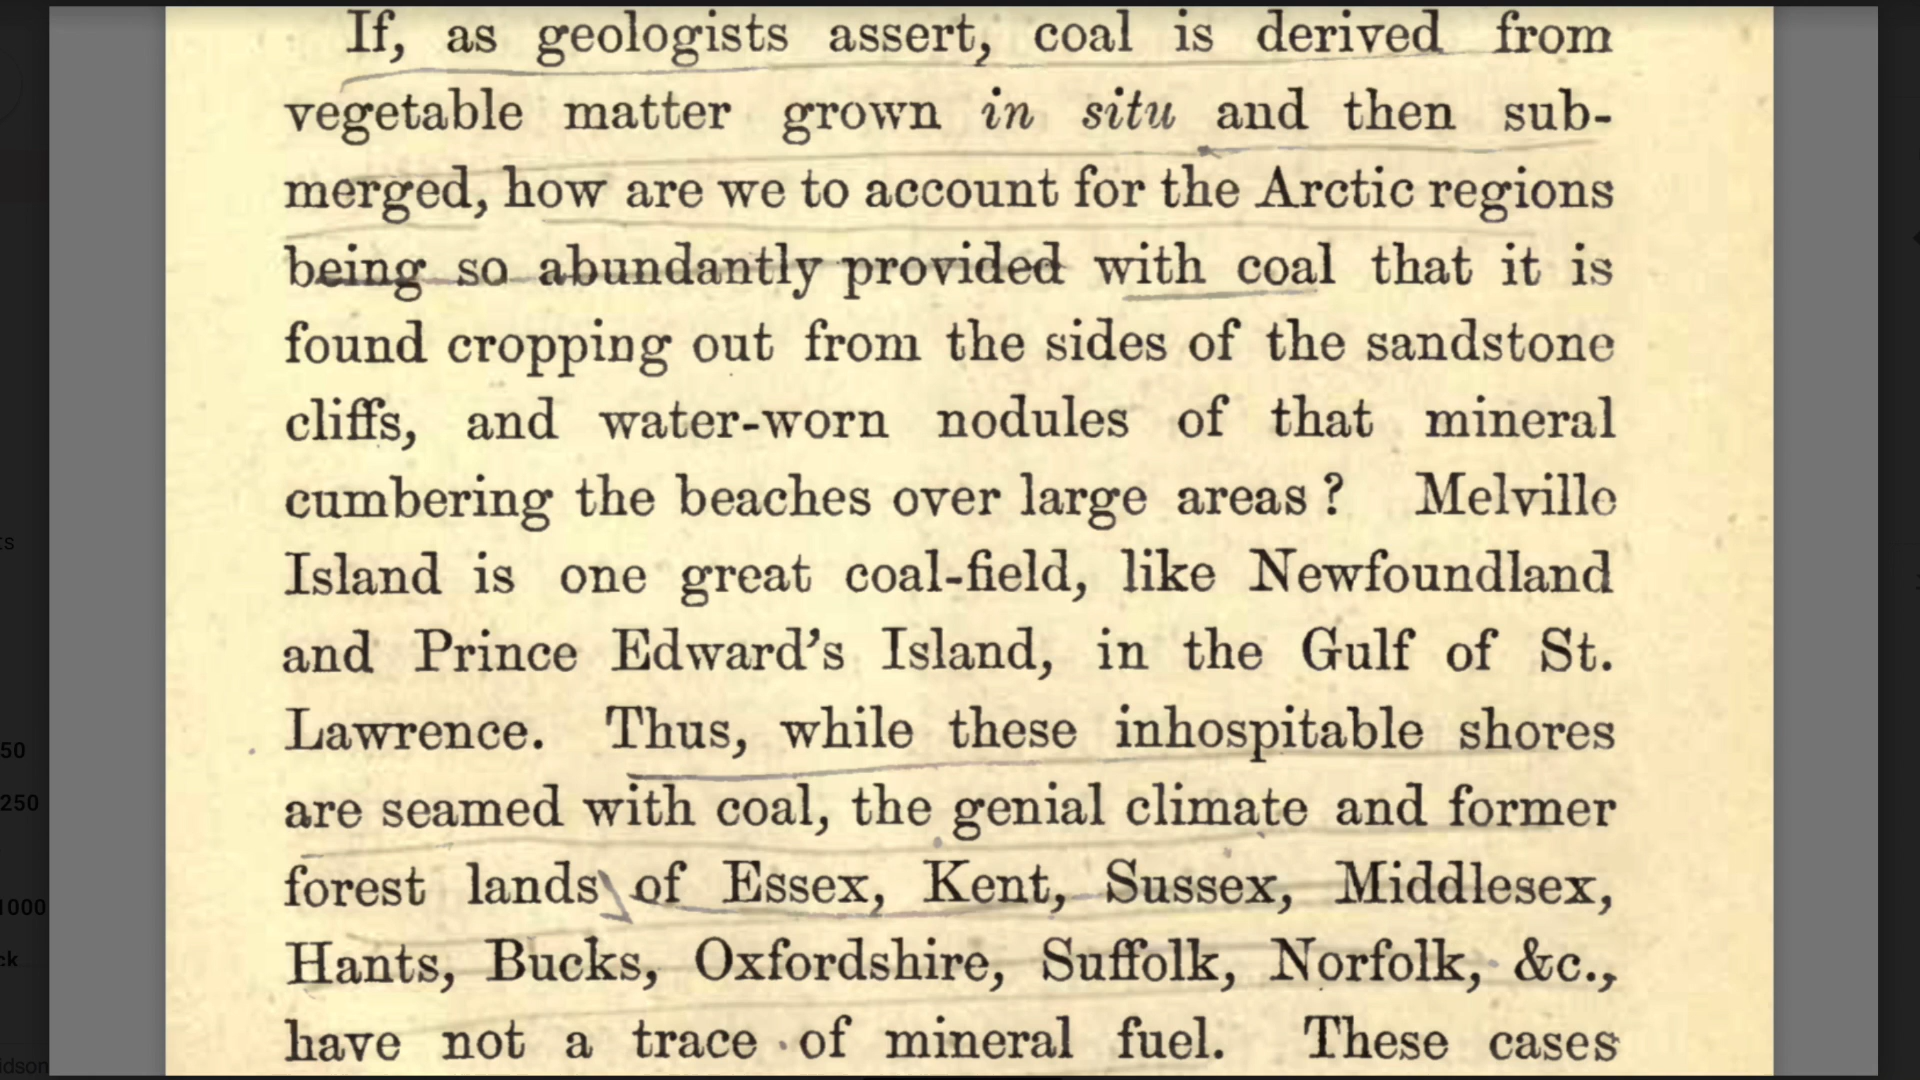 If, as geologists assert, coal is derived from
vegetable matter grown in situ and then sub-
merged, how are we to account for the Arctic regions
being so abundantly provided with coal that it is
found cropping out from the sides of the sandstone
cliffs, and water-worn nodules of that mineral
cumbering the beaches over large areas? Melville
Island is one great coal-field, like Newfoundland
and Prince Edward's Island, in the Gulf of St.
Lawrence. Thus, while these inhospitable shores
are seamed with coal, the genial climate and former
forest lands of Essex, Kent, Sussex, Middlesex,
Hants, Bucks, Oxfordshire, Suffolk, Norfolk, &c.,
have not a trace of mineral fuel. These cases
50
250
1000